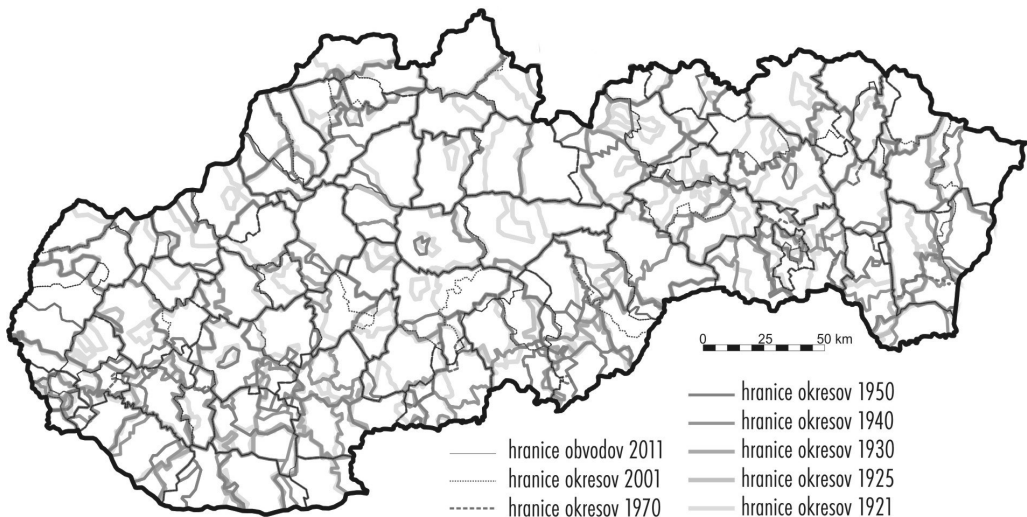 0 25 50 km
hranice obvodov 2011
hranice okresov 2001
hranice okresov 1970
hranice okresov 1950
hranice okresov 1940
hranice okresov 1930
hranice okresov 1925
hranice okresov 1921